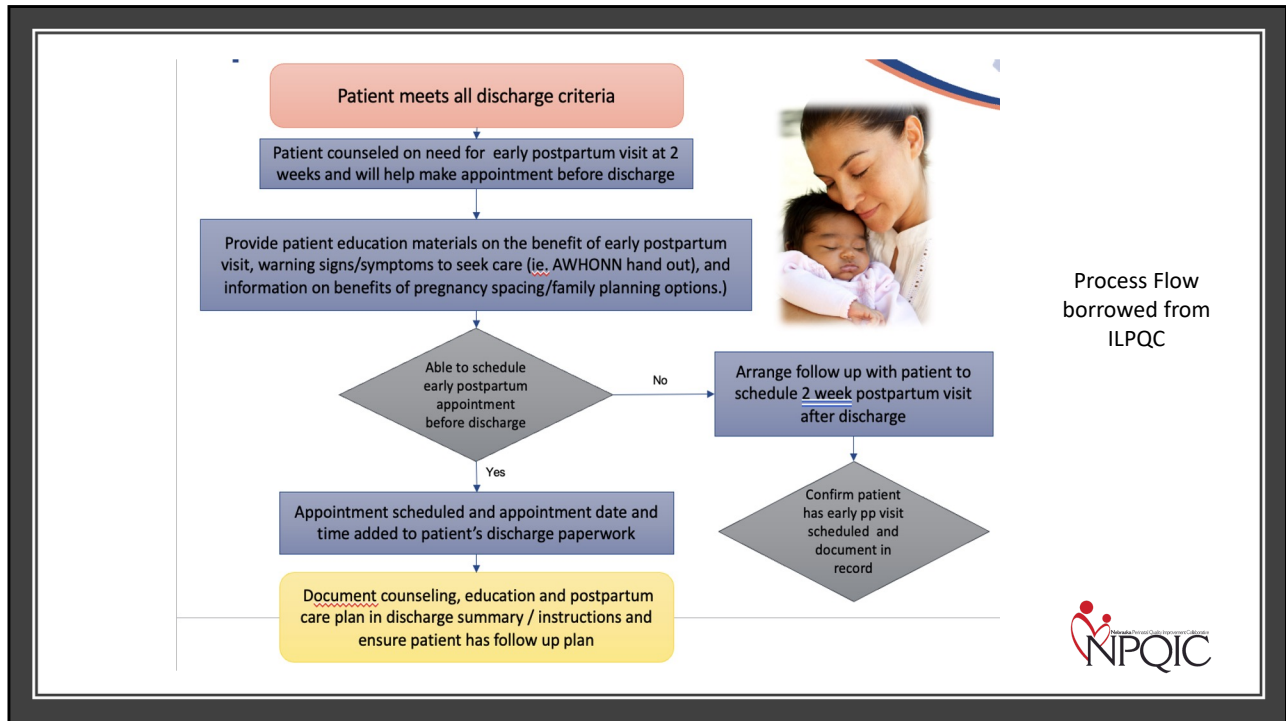 Patient meets all discharge criteria
Patient counseled on need for early postpartum visit at 2
weeks and will help make appointment before discharge
Provide patient education materials on the benefit of early postpartum
visit, warning signs/symptoms to seek care (ie. AWHONN hand out), and
information on benefits of pregnancy spacing/family planning options.)
Able to schedule
early postpartum
appointment
before discharge
No
Arrange follow up with patient to
schedule 2 week postpartum visit
after discharge
Yes
Appointment scheduled and appointment date and
time added to patient's discharge paperwork
Confirm patient
has early pp visit
scheduled and
document in
record
Document counseling, education and postpartum
care plan in discharge summary / instructions and
ensure patient has follow up plan
Process Flow
borrowed from
ILPQC
Nebraska Perinatal Quality Improvement Collaborative
NPQIC